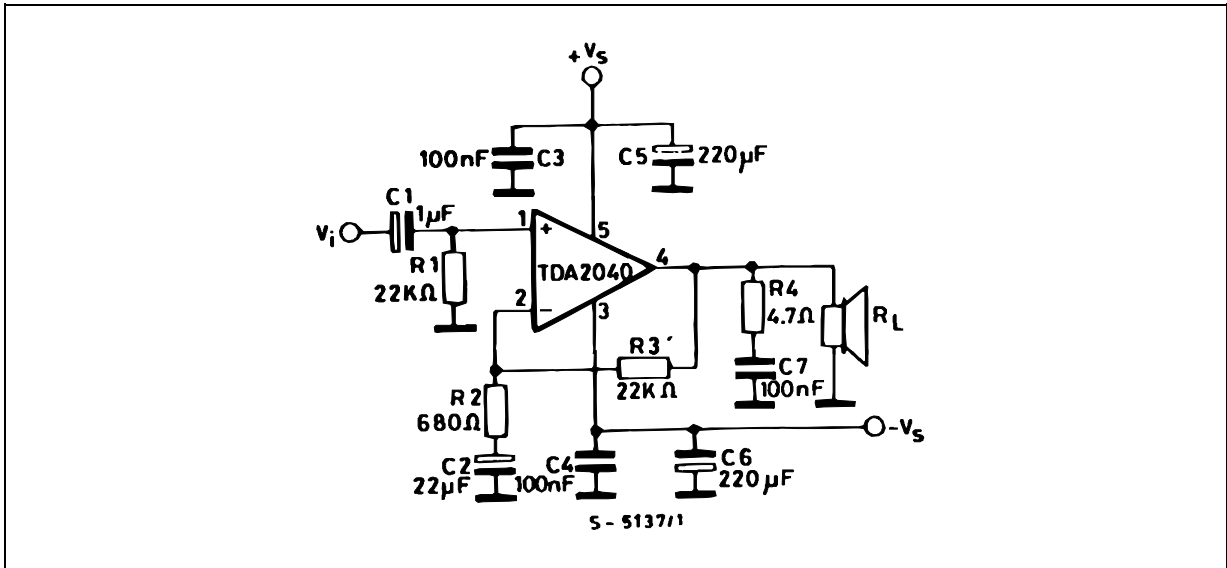 +Vs
100nF C3
C5 220µF
C1
1µF
Vi
1
+
5
R1
22KΩ
TDA2040
4
2
−
3
R4
4.7Ω
RL
R3
22KΩ
C7
100nF
R2
680Ω
-Vs
C2
22µF
C4
100nF
C6
220µF
S - 5137/1